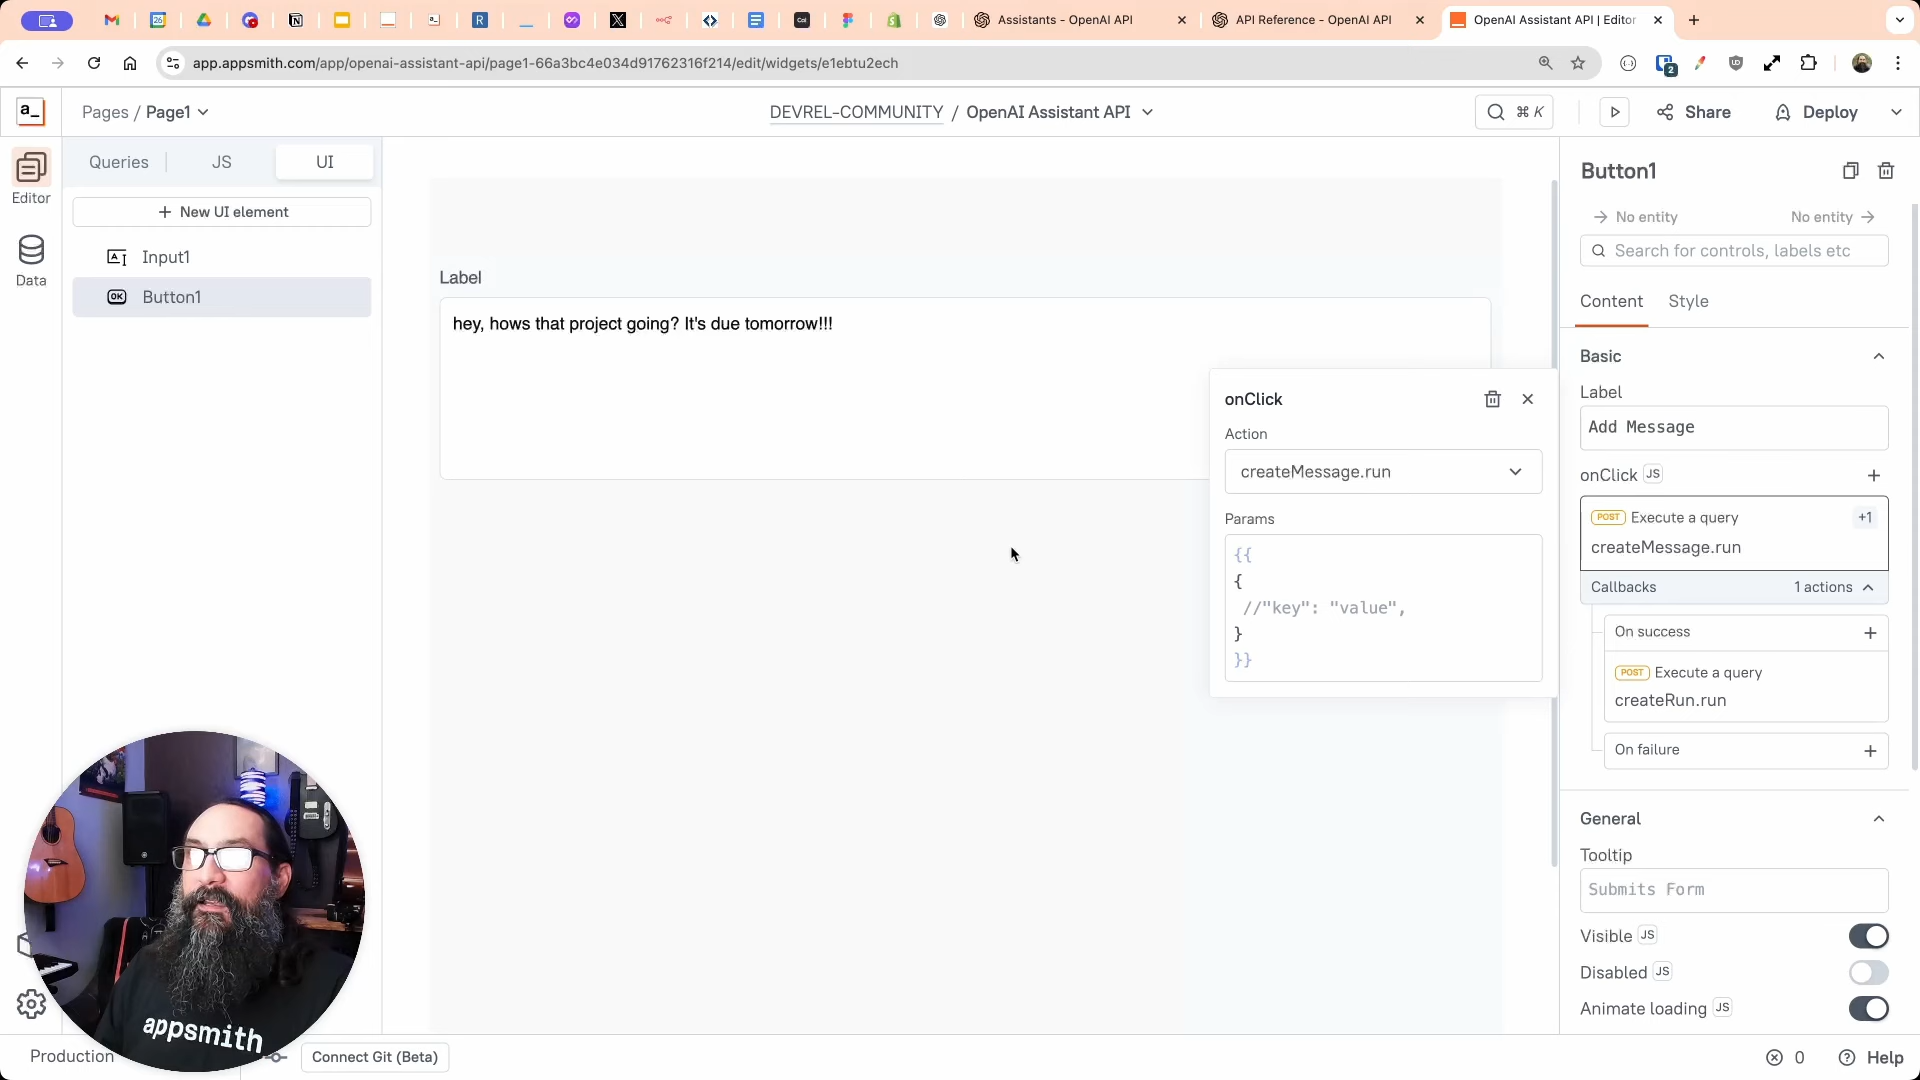 Assistants - OpenAI API
API Reference - OpenAI API
OpenAI Assistant API | Editor
app.appsmith.com/app/openai-assistant-api/page1-66a3bc4e034d91762316f214/edit/widgets/e1ebtu2ech
a_
Pages / Page1
DEVREL-COMMUNITY / OpenAI Assistant API
⌘ K
Share
Deploy
Editor
Data
Queries
JS
UI
+ New UI element
Input1
OK
Button1
Label
hey, hows that project going? It's due tomorrow!!!
onClick
Action
createMessage.run
Params
{{
{
//"key": "value",
}
}}
Button1
No entity
No entity
Search for controls, labels etc
Content
Style
Basic
Label
Add Message
onClick JS
POST Execute a query
+1
createMessage.run
Callbacks
1 actions
On success
POST Execute a query
createRun.run
On failure
General
Tooltip
Submits Form
Visible JS
Disabled JS
Animate loading JS
appsmith
Production
Connect Git (Beta)
0
Help